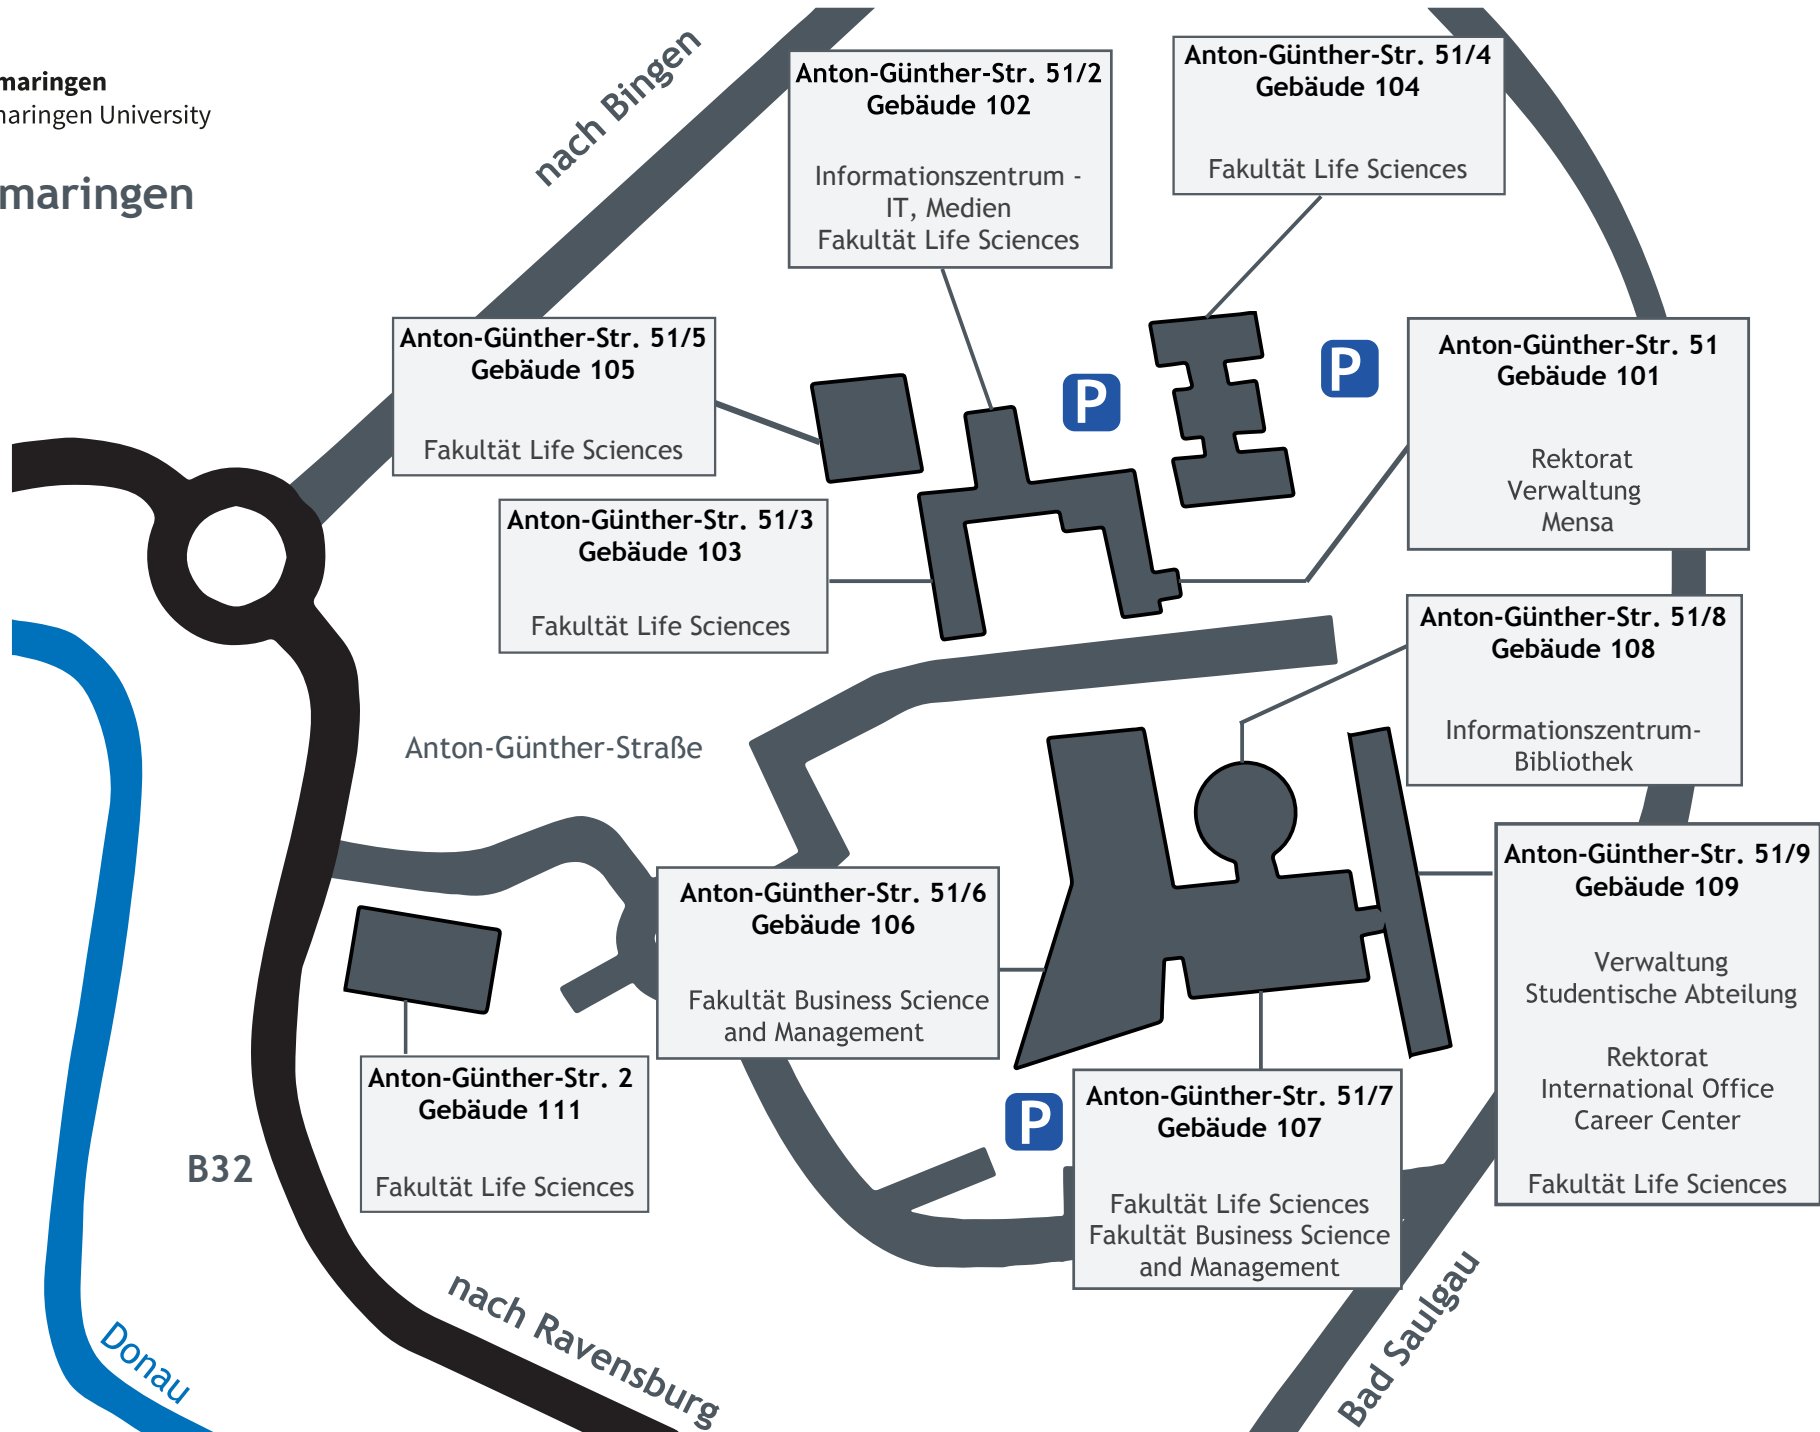 maringen
naringen University
maringen
nach Bingen
Anton-Günther-Str. 51/2
Gebäude 102
Informationszentrum -
IT, Medien
Fakultät Life Sciences
Anton-Günther-Str. 51/4
Gebäude 104
Fakultät Life Sciences
Anton-Günther-Str. 51/5
Gebäude 105
Fakultät Life Sciences
P
P
Anton-Günther-Str. 51
Gebäude 101
Rektorat
Verwaltung
Mensa
Anton-Günther-Str. 51/3
Gebäude 103
Fakultät Life Sciences
Anton-Günther-Str. 51/8
Gebäude 108
Informationszentrum-
Bibliothek
Anton-Günther-Straße
Anton-Günther-Str. 51/6
Gebäude 106
Fakultät Business Science
and Management
Anton-Günther-Str. 51/9
Gebäude 109
Verwaltung
Studentische Abteilung
Rektorat
International Office
Career Center
Fakultät Life Sciences
Anton-Günther-Str. 2
Gebäude 111
Fakultät Life Sciences
P
Anton-Günther-Str. 51/7
Gebäude 107
Fakultät Life Sciences
Fakultät Business Science
and Management
B32
Donau
nach Ravensburg
Bad Saulgau